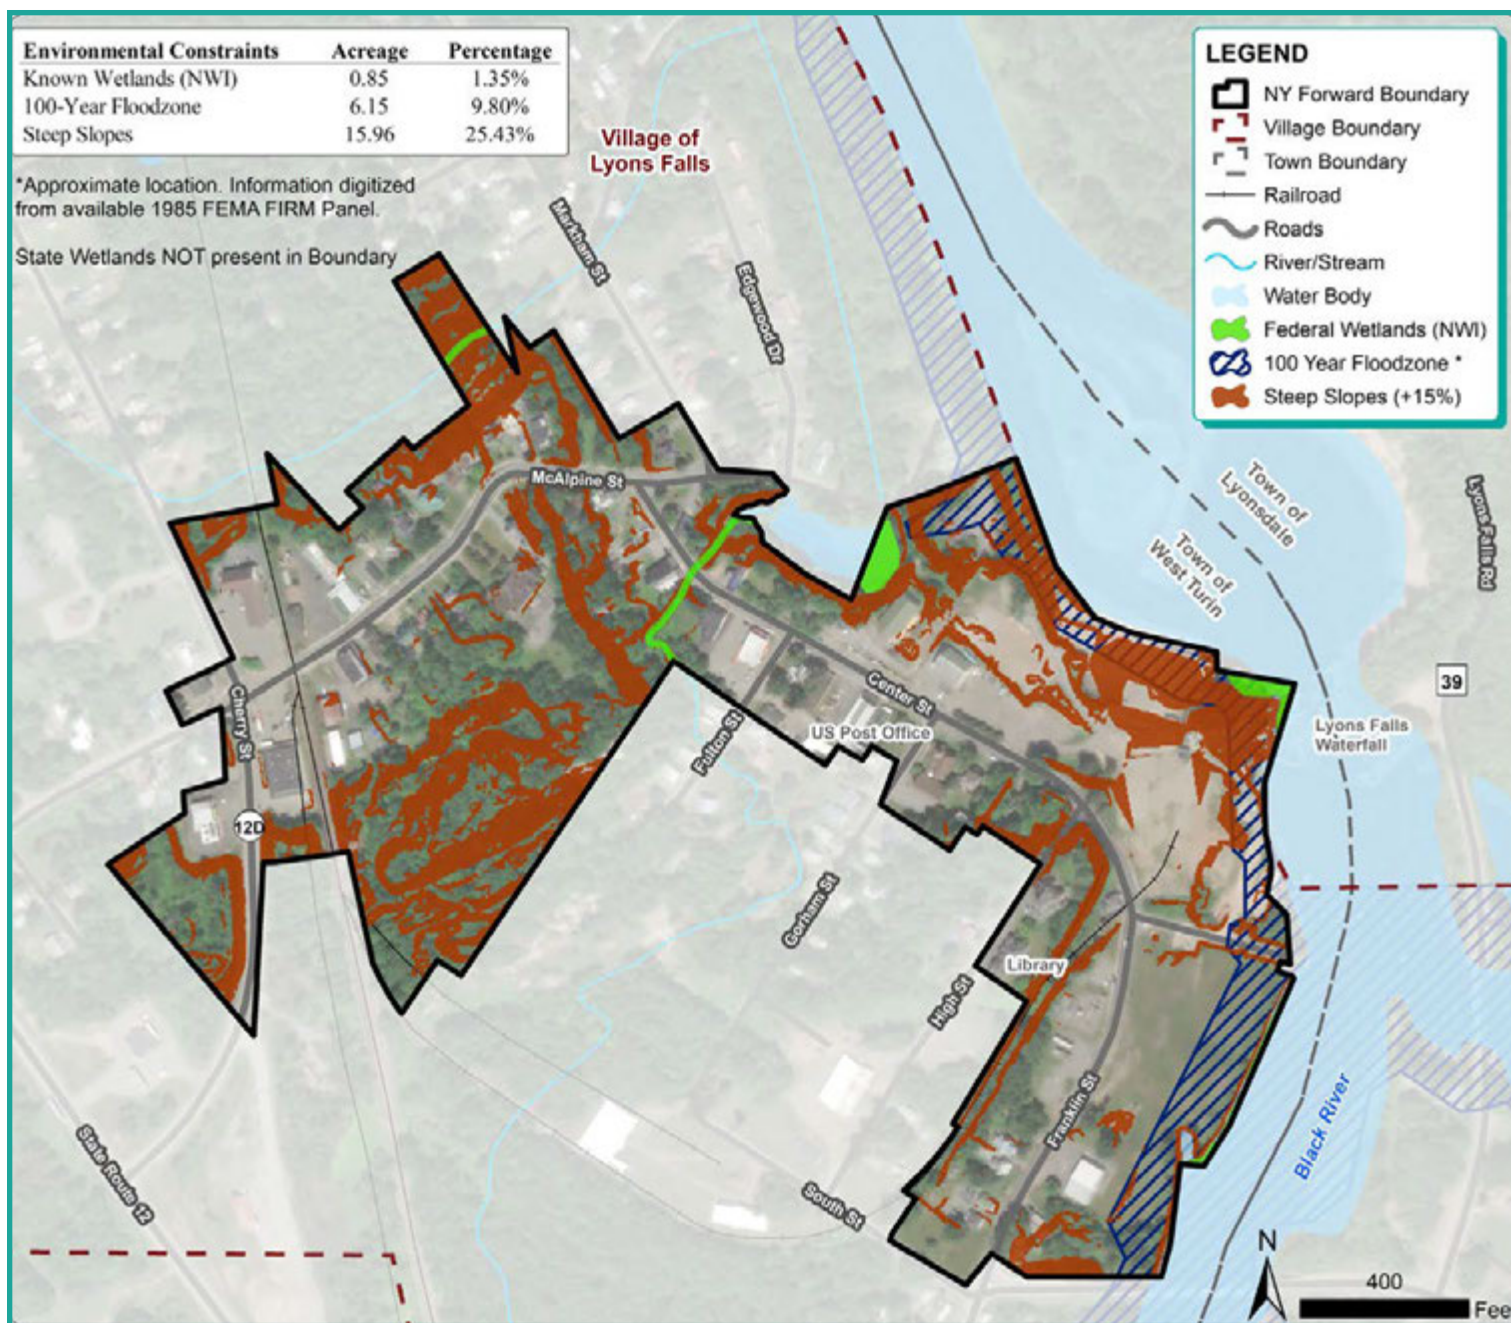 Environmental Constraints Acreage Percentage
Known Wetlands (NWI) 0.85 1.35%
100-Year Floodzone 6.15 9.80%
Steep Slopes 15.96 25.43%
*Approximate location. Information digitized
from available 1985 FEMA FIRM Panel.
State Wetlands NOT present in Boundary
Village of
Lyons Falls
LEGEND
NY Forward Boundary
Village Boundary
Town Boundary
Railroad
Roads
River/Stream
Water Body
Federal Wetlands (NWI)
100 Year Floodzone *
Steep Slopes (+15%)
Markham St
Edgewood Dr
McAlpine St
Town of
Lyonsdale
Town of
West Turin
Lyons Falls Rd
39
Cherry St
Center St
US Post Office
Fulton St
Lyons Falls
Waterfall
12D
Gorham St
Library
High St
Franklin St
Black River
State Route 12
South St
N
400
Fee